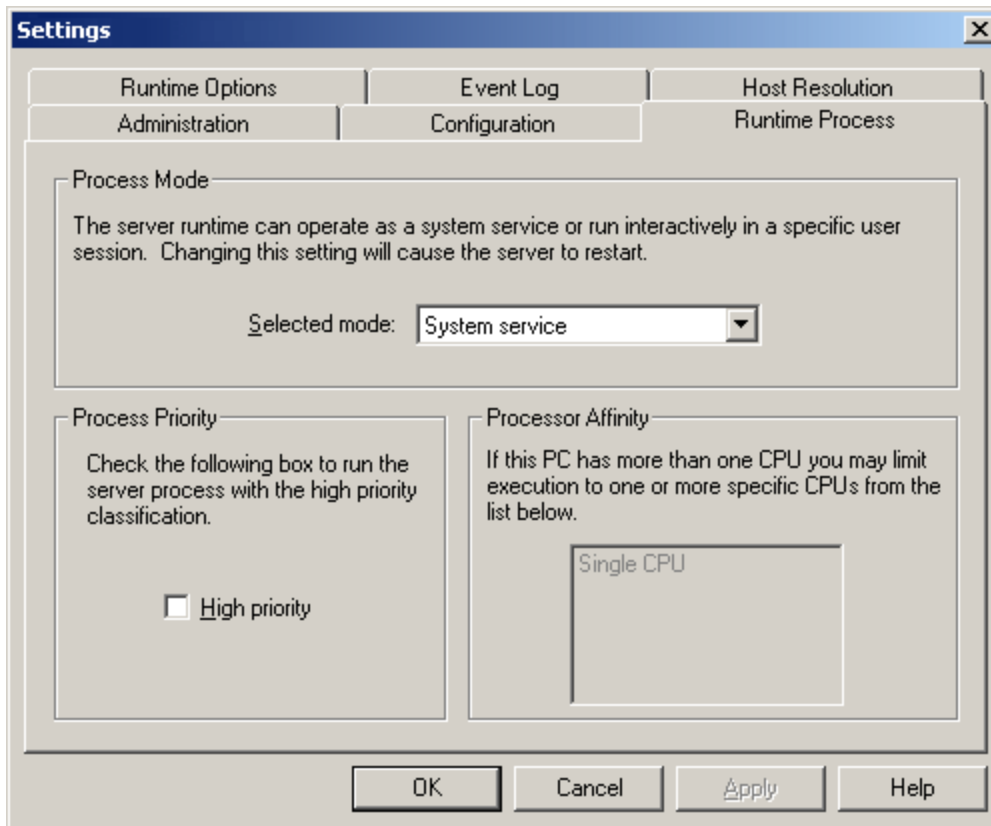 Settings
Runtime Options
Event Log
Host Resolution
Administration
Configuration
Runtime Process
Process Mode
The server runtime can operate as a system service or run interactively in a specific user
session.  Changing this setting will cause the server to restart.
Selected mode:
System service
Process Priority
Check the following box to run the
server process with the high priority
classification.
High priority
Processor Affinity
If this PC has more than one CPU you may limit
execution to one or more specific CPUs from the
list below.
Single CPU
OK
Cancel
Apply
Help